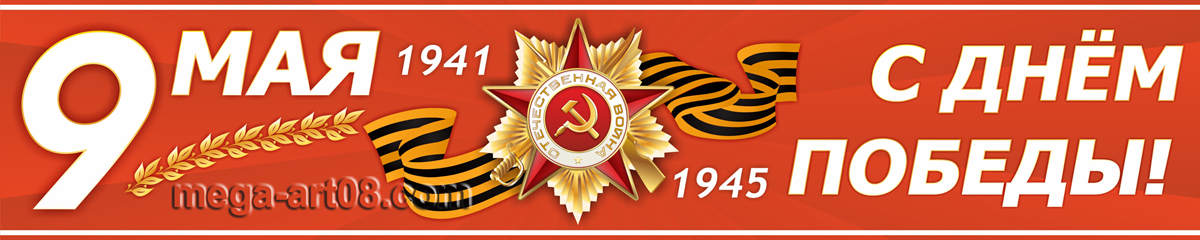 9 МАЯ
1941
ОТЕЧЕСТВЕННАЯ ВОЙНА
1945
С ДНЁМ
ПОБЕДЫ!
mega-art08.com